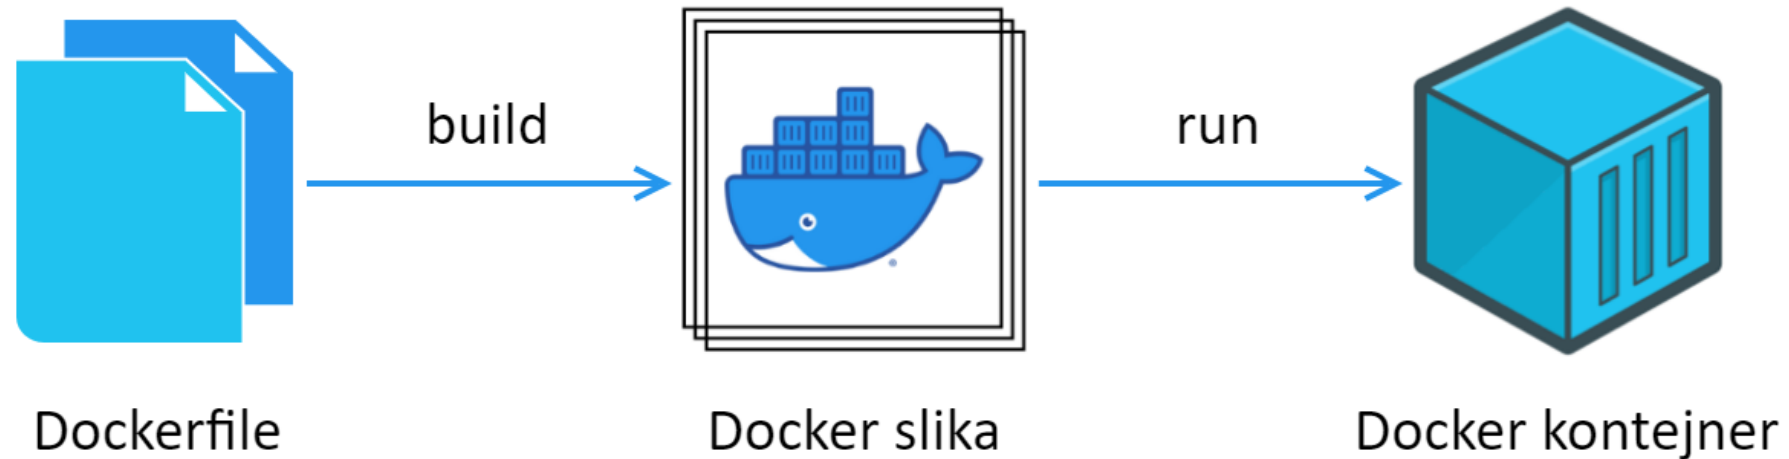 build
run
Dockerfile
Docker slika
Docker kontejner